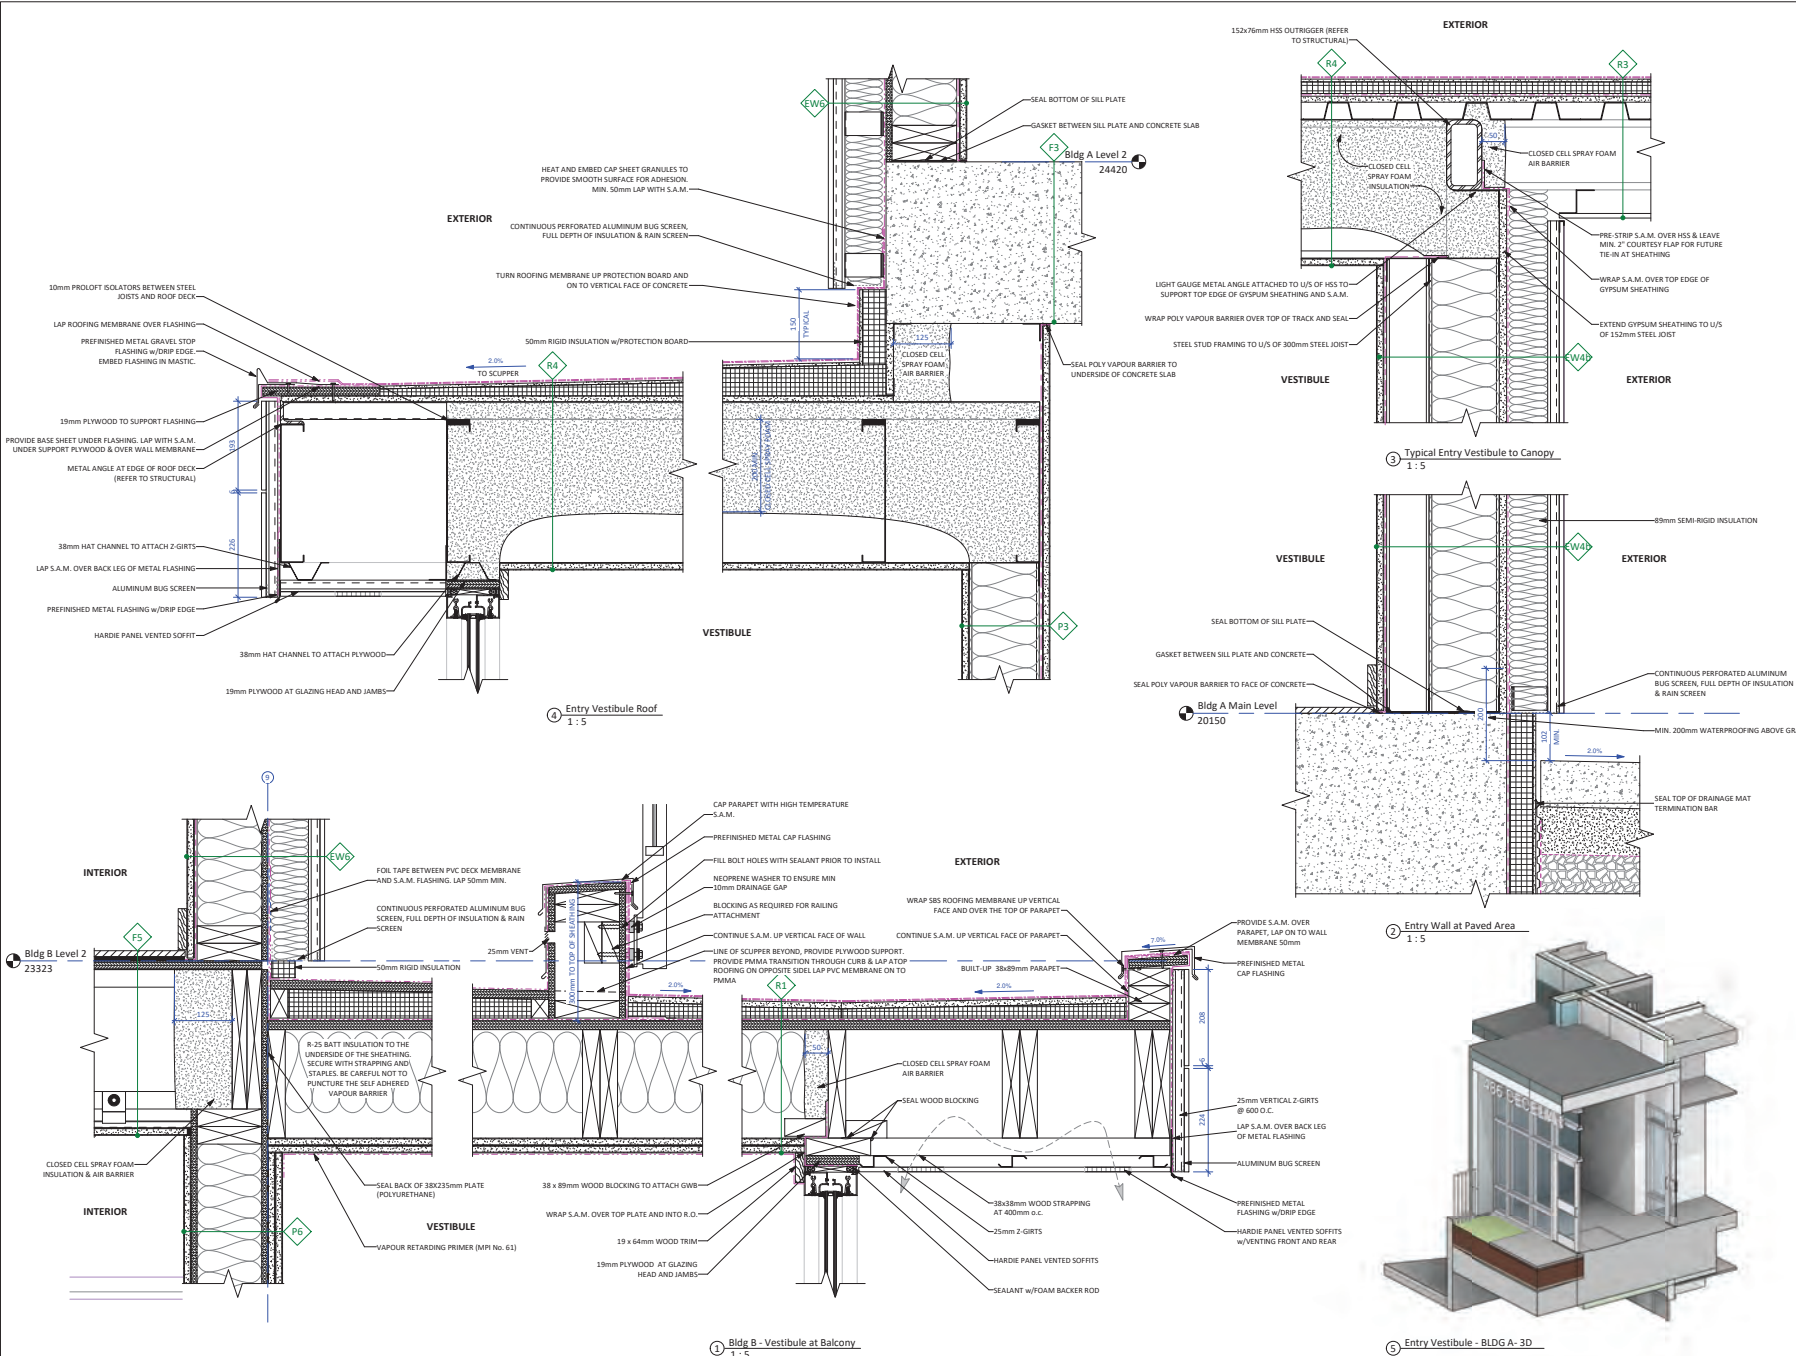 EXTERIOR
EW6
SEAL BOTTOM OF SILL PLATE
GASKET BETWEEN SILL PLATE AND CONCRETE SLAB
F3
Bldg A Level 2
24420
HEAT AND EMBED CAP SHEET GRANULES TO
PROVIDE SMOOTH SURFACE FOR ADHESION.
MIN. 50mm LAP WITH S.A.M.
CONTINUOUS PERFORATED ALUMINUM BUG SCREEN,
FULL DEPTH OF INSULATION & RAIN SCREEN
TURN ROOFING MEMBRANE UP PROTECTION BOARD AND
ON TO VERTICAL FACE OF CONCRETE
50mm RIGID INSULATION w/PROTECTION BOARD
150
TYPICAL
125
CLOSED CELL
SPRAY FOAM
AIR BARRIER
SEAL POLY VAPOUR BARRIER TO
UNDERSIDE OF CONCRETE SLAB
10mm PROLOFT ISOLATORS BETWEEN STEEL
JOISTS AND ROOF DECK
LAP ROOFING MEMBRANE OVER FLASHING
PREFINISHED METAL GRAVEL STOP
FLASHING w/DRIP EDGE.
EMBED FLASHING IN MASTIC.
2.0%
TO SCUPPER
R4
19mm PLYWOOD TO SUPPORT FLASHING
PROVIDE BASE SHEET UNDER FLASHING. LAP WITH S.A.M.
UNDER SUPPORT PLYWOOD & OVER WALL MEMBRANE
METAL ANGLE AT EDGE OF ROOF DECK
(REFER TO STRUCTURAL)
193
6
226
38mm HAT CHANNEL TO ATTACH Z-GIRTS
LAP S.A.M. OVER BACK LEG OF METAL FLASHING
ALUMINUM BUG SCREEN
PREFINISHED METAL FLASHING w/DRIP EDGE
HARDIE PANEL VENTED SOFFIT
38mm HAT CHANNEL TO ATTACH PLYWOOD
19mm PLYWOOD AT GLAZING HEAD AND JAMBS
VESTIBULE
P3
4 Entry Vestibule Roof
1 : 5
EXTERIOR
152x76mm HSS OUTRIGGER (REFER
TO STRUCTURAL)
R4
R3
50
CLOSED CELL
SPRAY FOAM
INSULATION
CLOSED CELL SPRAY FOAM
AIR BARRIER
PRE-STRIP S.A.M. OVER HSS & LEAVE
MIN. 2" COURTESY FLAP FOR FUTURE
TIE-IN AT SHEATHING
WRAP S.A.M. OVER TOP EDGE OF
GYPSUM SHEATHING
EXTEND GYPSUM SHEATHING TO U/S
OF 152mm STEEL JOIST
LIGHT GAUGE METAL ANGLE ATTACHED TO U/S OF HSS TO
SUPPORT TOP EDGE OF GYSPUM SHEATHING AND S.A.M.
WRAP POLY VAPOUR BARRIER OVER TOP OF TRACK AND SEAL
STEEL STUD FRAMING TO U/S OF 300mm STEEL JOIST
EW4b
VESTIBULE
EXTERIOR
3 Typical Entry Vestibule to Canopy
1 : 5
89mm SEMI-RIGID INSULATION
VESTIBULE
EW4b
EXTERIOR
SEAL BOTTOM OF SILL PLATE
GASKET BETWEEN SILL PLATE AND CONCRETE
SEAL POLY VAPOUR BARRIER TO FACE OF CONCRETE
CONTINUOUS PERFORATED ALUMINUM
BUG SCREEN, FULL DEPTH OF INSULATION
& RAIN SCREEN
Bldg A Main Level
20150
200
102
MIN.
MIN. 200mm WATERPROOFING ABOVE GRA
2.0%
SEAL TOP OF DRAINAGE MAT
TERMINATION BAR
2 Entry Wall at Paved Area
1 : 5
9
INTERIOR
EW6
FOIL TAPE BETWEEN PVC DECK MEMBRANE
AND S.A.M. FLASHING. LAP 50mm MIN.
CONTINUOUS PERFORATED ALUMINUM BUG
SCREEN, FULL DEPTH OF INSULATION & RAIN
SCREEN
50mm RIGID INSULATION
F5
Bldg B Level 2
23323
125
R-25 BATT INSULATION TO THE
UNDERSIDE OF THE SHEATHING.
SECURE WITH STRAPPING AND
STAPLES. BE CAREFUL NOT TO
PUNCTURE THE SELF ADHERED
VAPOUR BARRIER
CLOSED CELL SPRAY FOAM
INSULATION & AIR BARRIER
INTERIOR
SEAL BACK OF 38X235mm PLATE
(POLYURETHANE)
VESTIBULE
P6
VAPOUR RETARDING PRIMER (MPI No. 61)
CAP PARAPET WITH HIGH TEMPERATURE
S.A.M.
PREFINISHED METAL CAP FLASHING
FILL BOLT HOLES WITH SEALANT PRIOR TO INSTALL
NEOPRENE WASHER TO ENSURE MIN
10mm DRAINAGE GAP
BLOCKING AS REQUIRED FOR RAILING
ATTACHMENT
CONTINUE S.A.M. UP VERTICAL FACE OF WALL
LINE OF SCUPPER BEYOND, PROVIDE PLYWOOD SUPPORT.
PROVIDE PMMA TRANSITION THROUGH CURB & LAP ATOP
ROOFING ON OPPOSITE SIDEL LAP PVC MEMBRANE ON TO
PMMA
25mm VENT
300mm TO TOP OF SHEATHING
2.0%
R1
2.0%
EXTERIOR
WRAP SBS ROOFING MEMBRANE UP VERTICAL
FACE AND OVER THE TOP OF PARAPET
CONTINUE S.A.M. UP VERTICAL FACE OF PARAPET
BUILT-UP 38x89mm PARAPET
7.0%
PROVIDE S.A.M. OVER
PARAPET, LAP ON TO WALL
MEMBRANE 50mm
PREFINISHED METAL
CAP FLASHING
208
6
224
50
CLOSED CELL SPRAY FOAM
AIR BARRIER
SEAL WOOD BLOCKING
25mm VERTICAL Z-GIRTS
@ 600 O.C.
LAP S.A.M. OVER BACK LEG
OF METAL FLASHING
ALUMINUM BUG SCREEN
PREFINISHED METAL
FLASHING w/DRIP EDGE
HARDIE PANEL VENTED SOFFITS
w/VENTING FRONT AND REAR
38 x 89mm WOOD BLOCKING TO ATTACH GWB
WRAP S.A.M. OVER TOP PLATE AND INTO R.O.
19 x 64mm WOOD TRIM
19mm PLYWOOD AT GLAZING
HEAD AND JAMBS
38x38mm WOOD STRAPPING
AT 400mm o.c.
25mm Z-GIRTS
HARDIE PANEL VENTED SOFFITS
SEALANT w/FOAM BACKER ROD
1 Bldg B - Vestibule at Balcony
1 : 5
5 Entry Vestibule - BLDG A- 3D